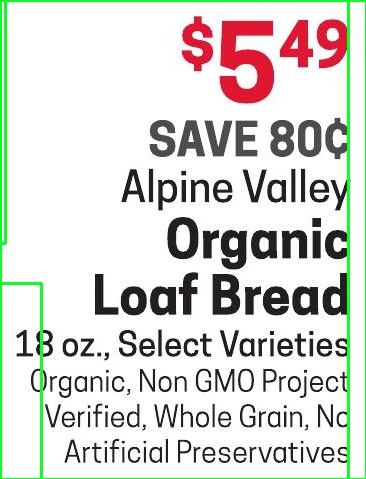 $5.49
SAVE 80¢
Alpine Valley
Organic
Loaf Bread
18 oz., Select Varieties
Organic, Non GMO Project
Verified, Whole Grain, No
Artificial Preservatives